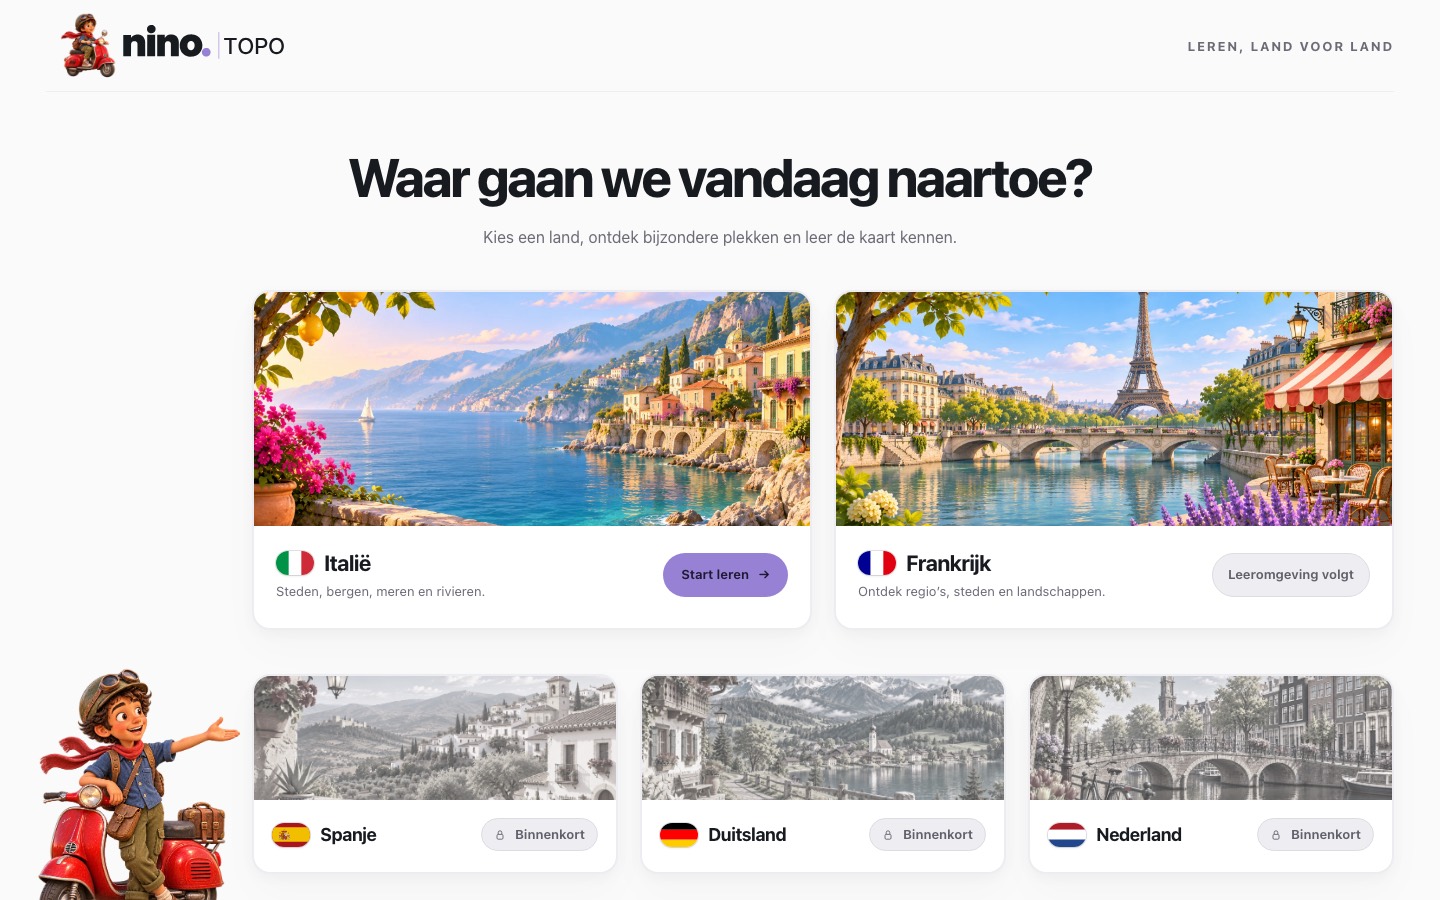 nino. TOPO
LEREN, LAND VOOR LAND
Waar gaan we vandaag naartoe?
Kies een land, ontdek bijzondere plekken en leer de kaart kennen.
Italië
Steden, bergen, meren en rivieren.
Start leren →
Frankrijk
Ontdek regio's, steden en landschappen.
Leeromgeving volgt
Spanje
Binnenkort
Duitsland
Binnenkort
Nederland
Binnenkort